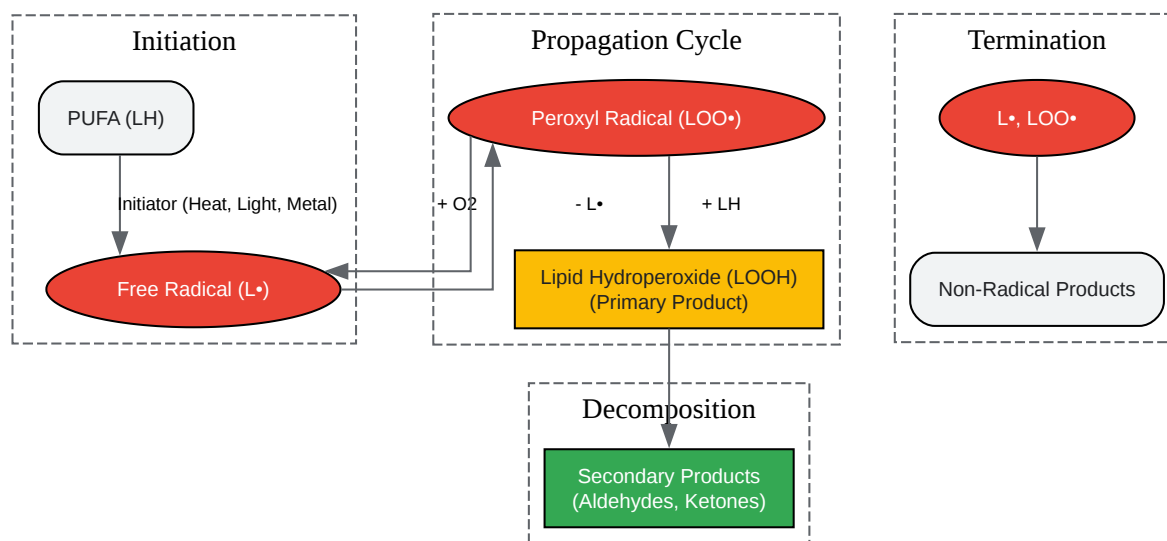 Initiation
PUFA (LH)
Initiator (Heat, Light, Metal)
Free Radical (L•)
Propagation Cycle
Peroxyl Radical (LOO•)
+ O2
- L•
+ LH
Lipid Hydroperoxide (LOOH)
(Primary Product)
Decomposition
Secondary Products
(Aldehydes, Ketones)
Termination
L•, LOO•
Non-Radical Products